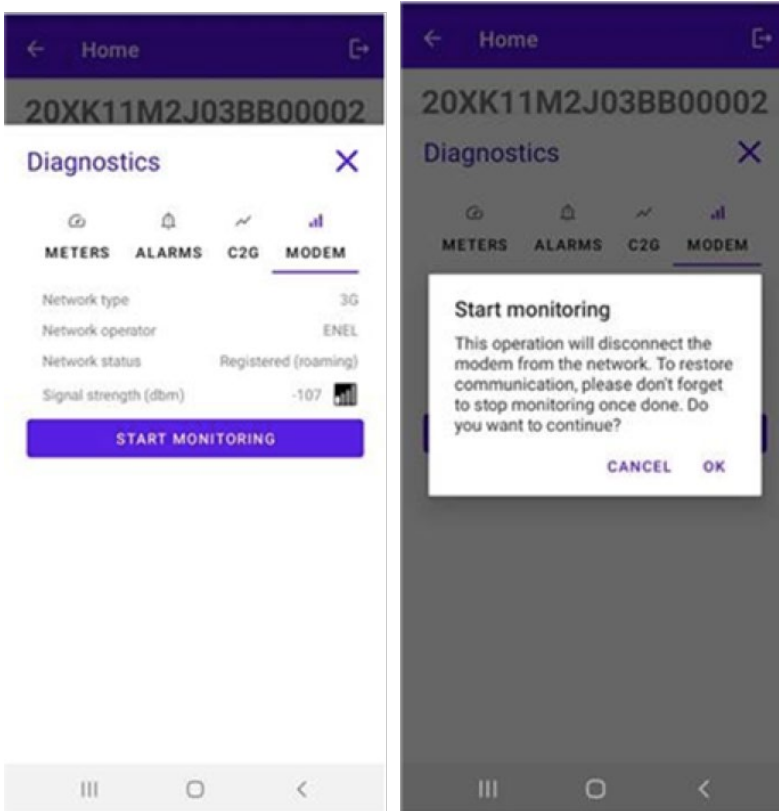 Home
20XK11M2J03BB00002
Diagnostics
METERS ALARMS C2G MODEM
Network type 3G
Network operator ENEL
Network status Registered (roaming)
Signal strength (dbm) -107
START MONITORING
Home
20XK11M2J03BB00002
Diagnostics
METERS ALARMS C2G MODEM
Start monitoring
This operation will disconnect the
modem from the network. To restore
communication, please don't forget
to stop monitoring once done. Do
you want to continue?
CANCEL OK